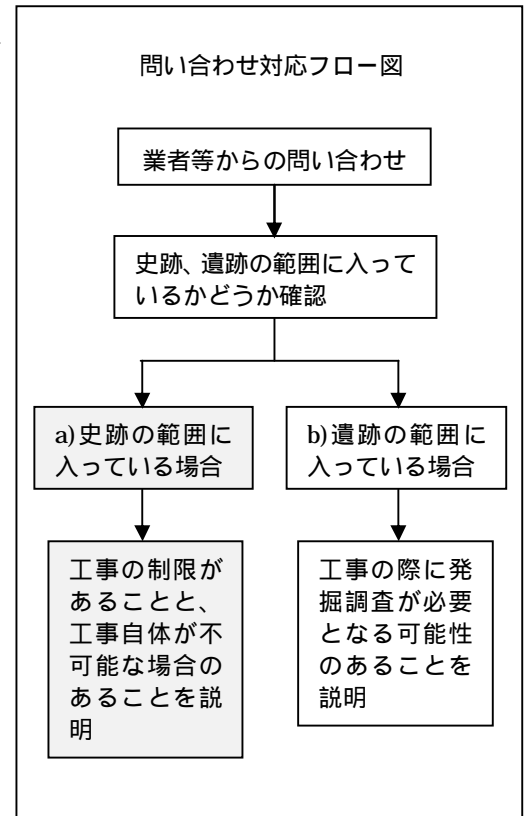 問い合わせ対応フロー図
業者等からの問い合わせ
史跡、遺跡の範囲に入って
いるかどうか確認
a)史跡の範囲に
入っている場合
b)遺跡の範囲に
入っている場合
工事の制限が
あることと、
工事自体が不
可能な場合の
あることを説
明
工事の際に発
掘調査が必要
となる可能性
のあることを
説明